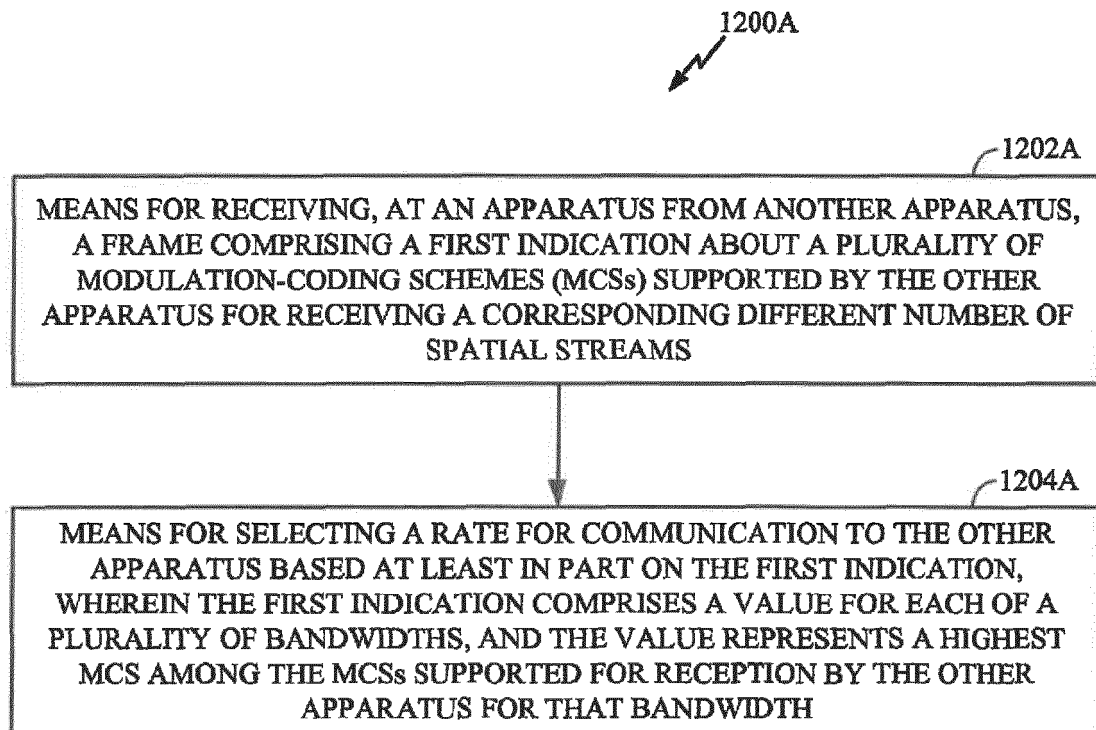 1200A
1202A
MEANS FOR RECEIVING, AT AN APPARATUS FROM ANOTHER APPARATUS,
A FRAME COMPRISING A FIRST INDICATION ABOUT A PLURALITY OF
MODULATION-CODING SCHEMES (MCSs) SUPPORTED BY THE OTHER
APPARATUS FOR RECEIVING A CORRESPONDING DIFFERENT NUMBER OF
SPATIAL STREAMS
1204A
MEANS FOR SELECTING A RATE FOR COMMUNICATION TO THE OTHER
APPARATUS BASED AT LEAST IN PART ON THE FIRST INDICATION,
WHEREIN THE FIRST INDICATION COMPRISES A VALUE FOR EACH OF A
PLURALITY OF BANDWIDTHS, AND THE VALUE REPRESENTS A HIGHEST
MCS AMONG THE MCSs SUPPORTED FOR RECEPTION BY THE OTHER
APPARATUS FOR THAT BANDWIDTH